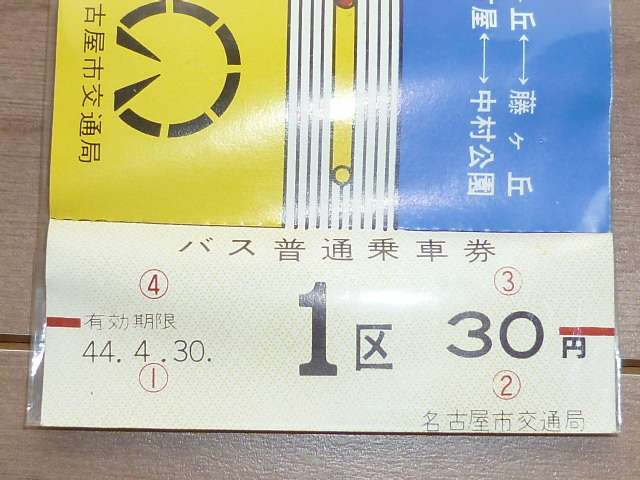 ヶ丘←→藤ヶ丘
屋←→中村公園
古屋市交通局
バス普通乗車券
④
③
有効期限
44.4.30.
1区
30円
①
②
名古屋市交通局